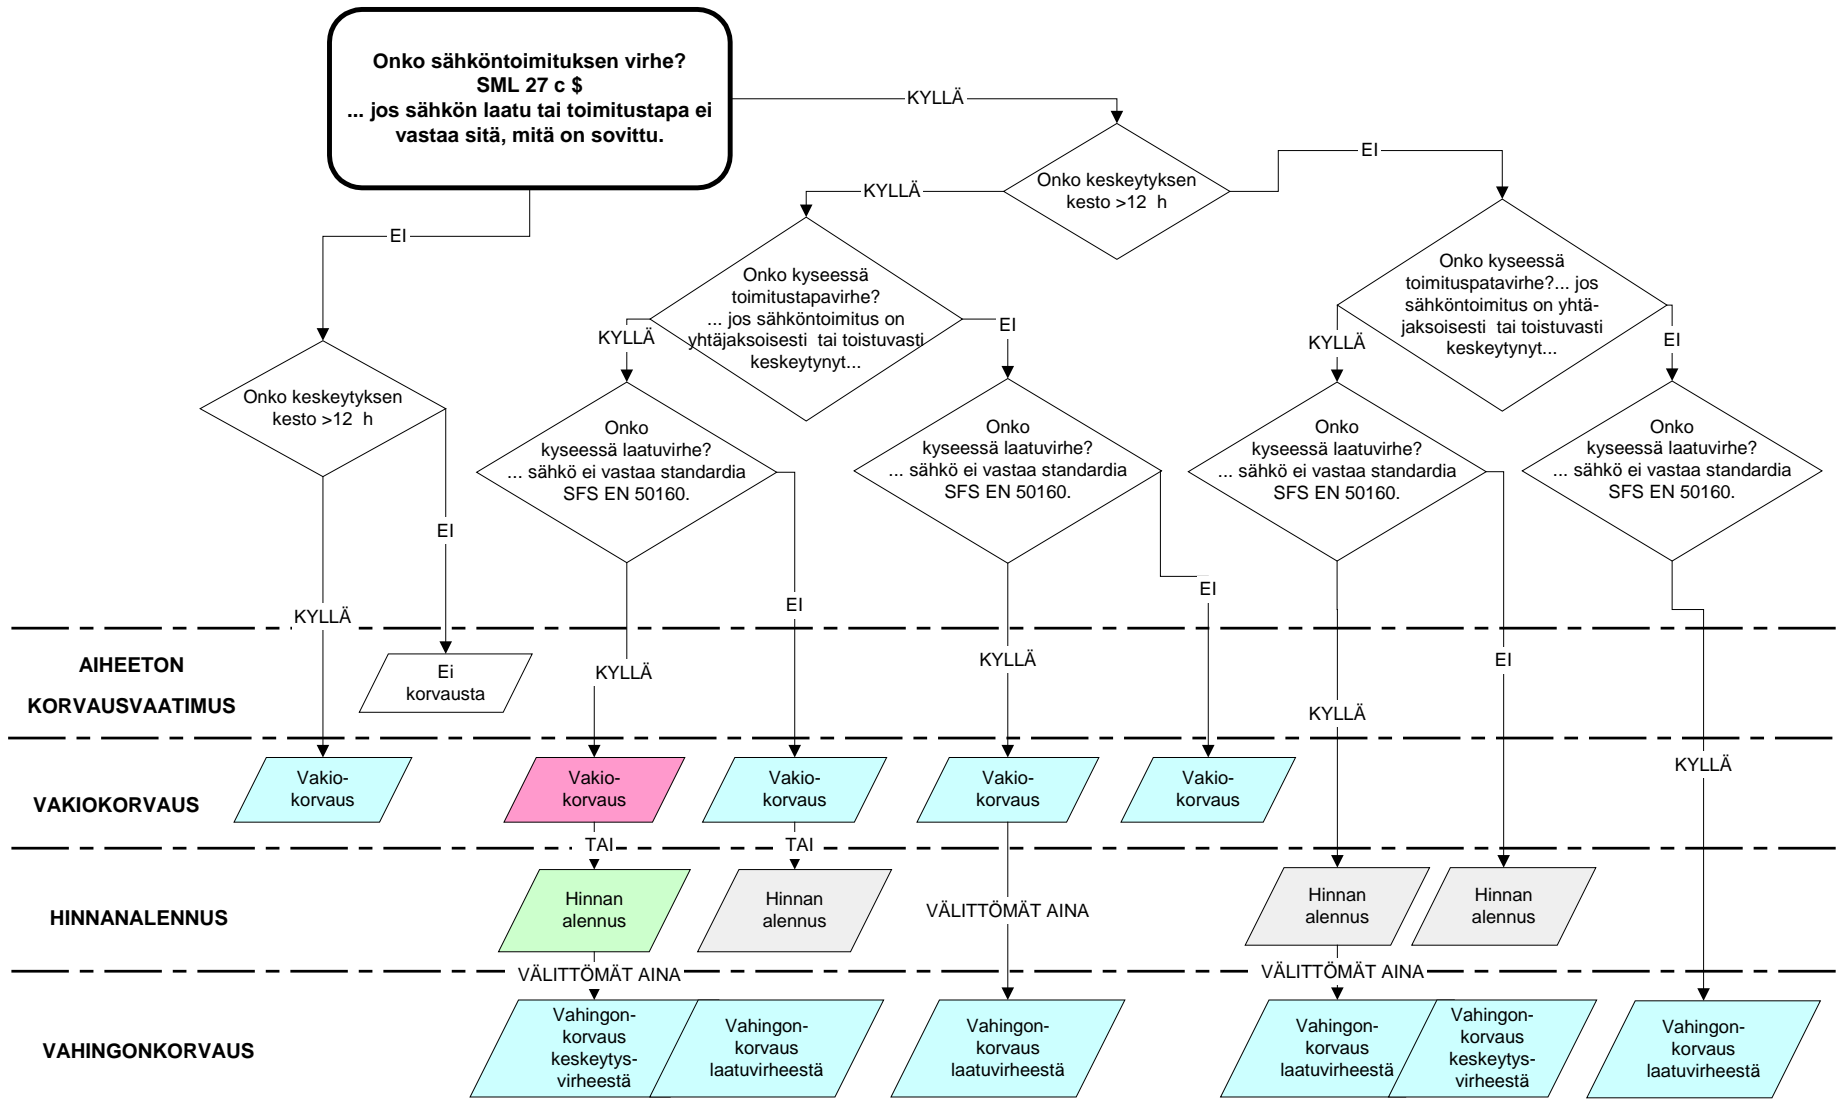 Onko sähköntoimituksen virhe?
SML 27 c $
... jos sähkön laatu tai toimitustapa ei
vastaa sitä, mitä on sovittu.
KYLLÄ
EI
Onko keskeytyksen
kesto >12 h
KYLLÄ
EI
Onko kyseessä
toimitustapavirhe?
... jos sähköntoimitus on
yhtäjaksoisesti tai toistuvasti
keskeytynyt...
KYLLÄ
EI
Onko kyseessä
toimituspatavirhe?... jos
sähköntoimitus on yhtä-
jaksoisesti tai toistuvasti
keskeytynyt...
KYLLÄ
EI
Onko keskeytyksen
kesto >12 h
EI
KYLLÄ
Onko
kyseessä laatuvirhe?
... sähkö ei vastaa standardia
SFS EN 50160.
EI
KYLLÄ
Onko
kyseessä laatuvirhe?
... sähkö ei vastaa standardia
SFS EN 50160.
EI
KYLLÄ
Onko
kyseessä laatuvirhe?
... sähkö ei vastaa standardia
SFS EN 50160.
EI
KYLLÄ
Onko
kyseessä laatuvirhe?
... sähkö ei vastaa standardia
SFS EN 50160.
KYLLÄ
AIHEETON
KORVAUSVAATIMUS
Ei
korvausta
VAKIOKORVAUS
Vakio-
korvaus
Vakio-
korvaus
Vakio-
korvaus
Vakio-
korvaus
Vakio-
korvaus
TAI
TAI
HINNANALENNUS
Hinnan
alennus
Hinnan
alennus
VÄLITTÖMÄT AINA
Hinnan
alennus
Hinnan
alennus
VÄLITTÖMÄT AINA
VÄLITTÖMÄT AINA
VAHINGONKORVAUS
Vahingon-
korvaus
keskeytys-
virheestä
Vahingon-
korvaus
laatuvirheestä
Vahingon-
korvaus
laatuvirheestä
Vahingon-
korvaus
laatuvirheestä
Vahingon-
korvaus
keskeytys-
virheestä
Vahingon-
korvaus
laatuvirheestä